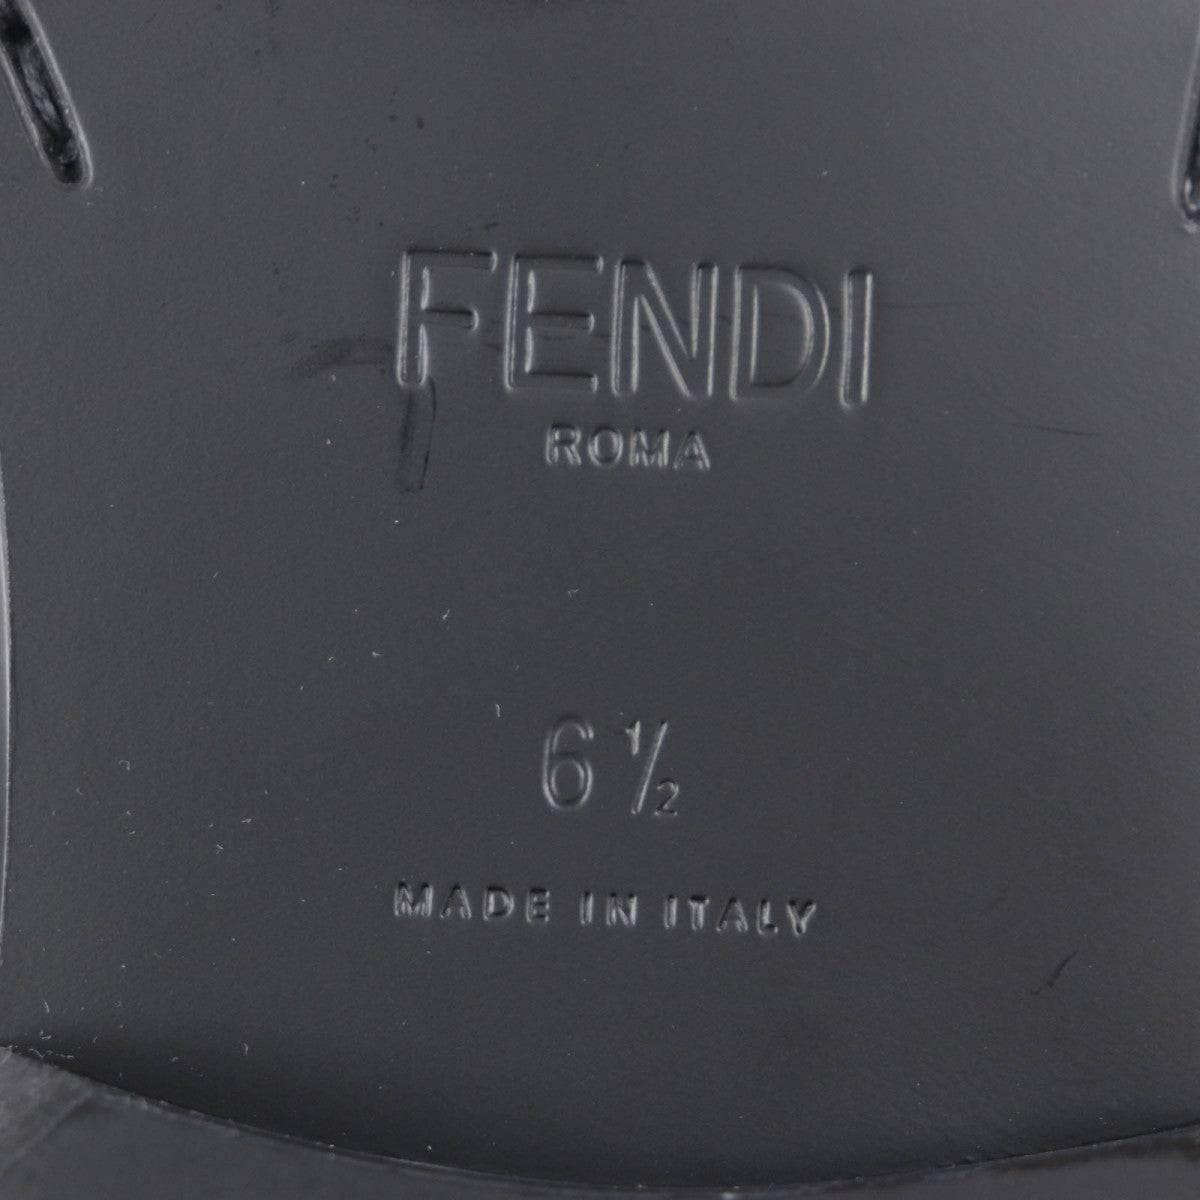 FENDI
ROMA
6 ½
MADE IN ITALY